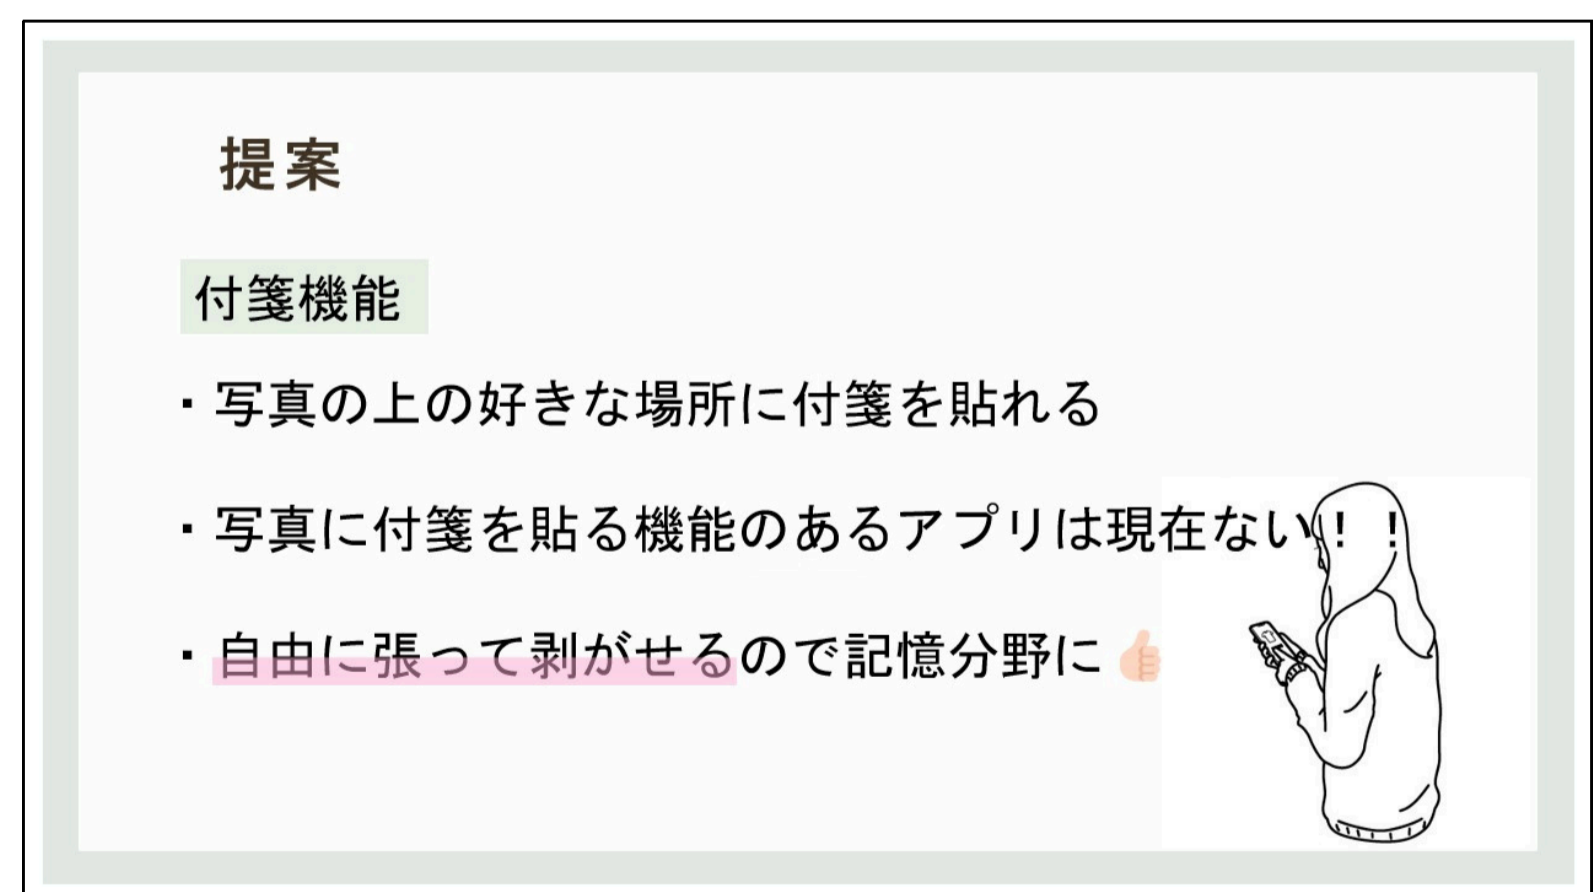 提案
付箋機能
・写真の上の好きな場所に付箋を貼れる
・写真に付箋を貼る機能のあるアプリは現在ない！！
・自由に張って剥がせるので記憶分野に👍